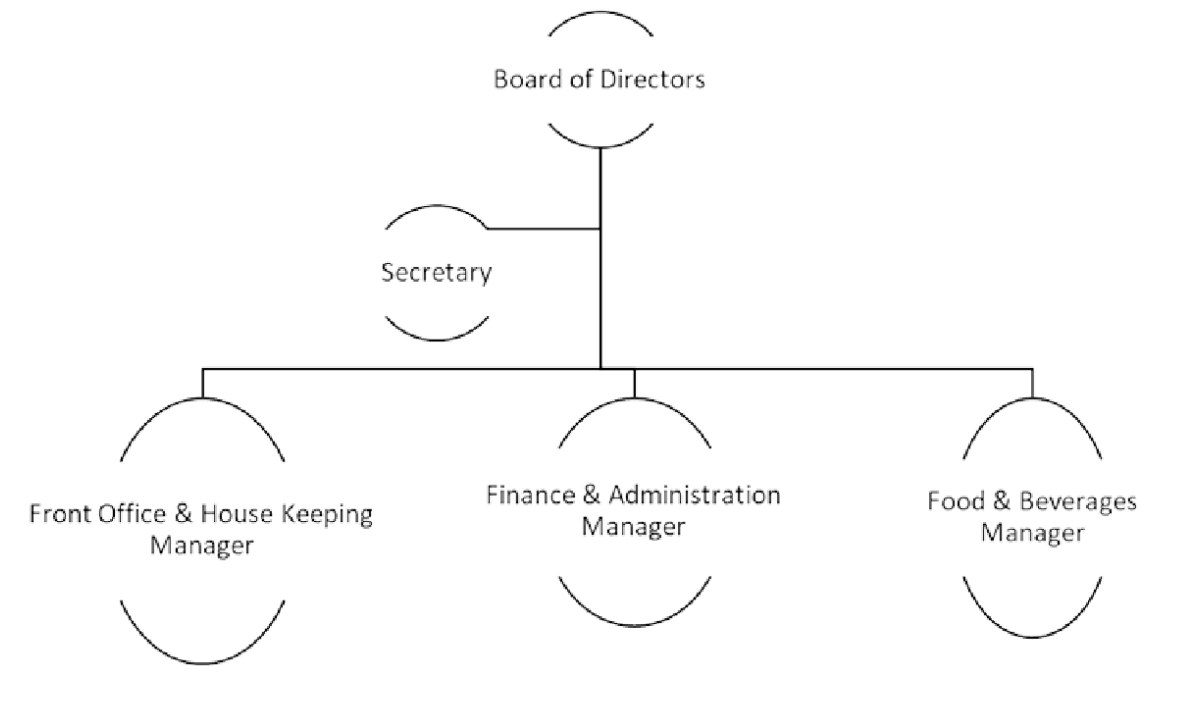 Board of Directors
Secretary
Front Office & House Keeping
Manager
Finance & Administration
Manager
Food & Beverages
Manager